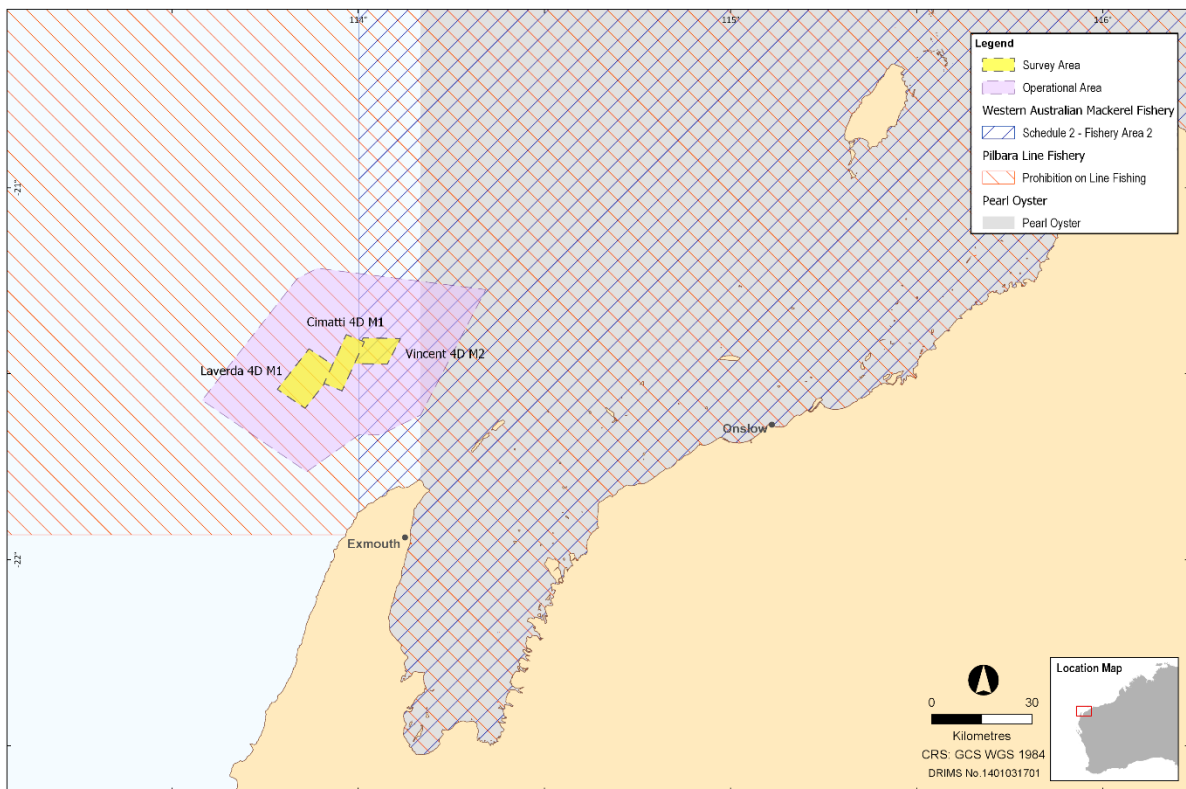 114°
115°
116°
-21°
-22°
Legend
Survey Area
Operational Area
Western Australian Mackerel Fishery
Schedule 2 - Fishery Area 2
Pilbara Line Fishery
Prohibition on Line Fishing
Pearl Oyster
Pearl Oyster
Cimatti 4D M1
Vincent 4D M2
Laverda 4D M1
Onslow
Exmouth
0 30
Kilometres
CRS: GCS WGS 1984
DRIMS No.1401031701
Location Map